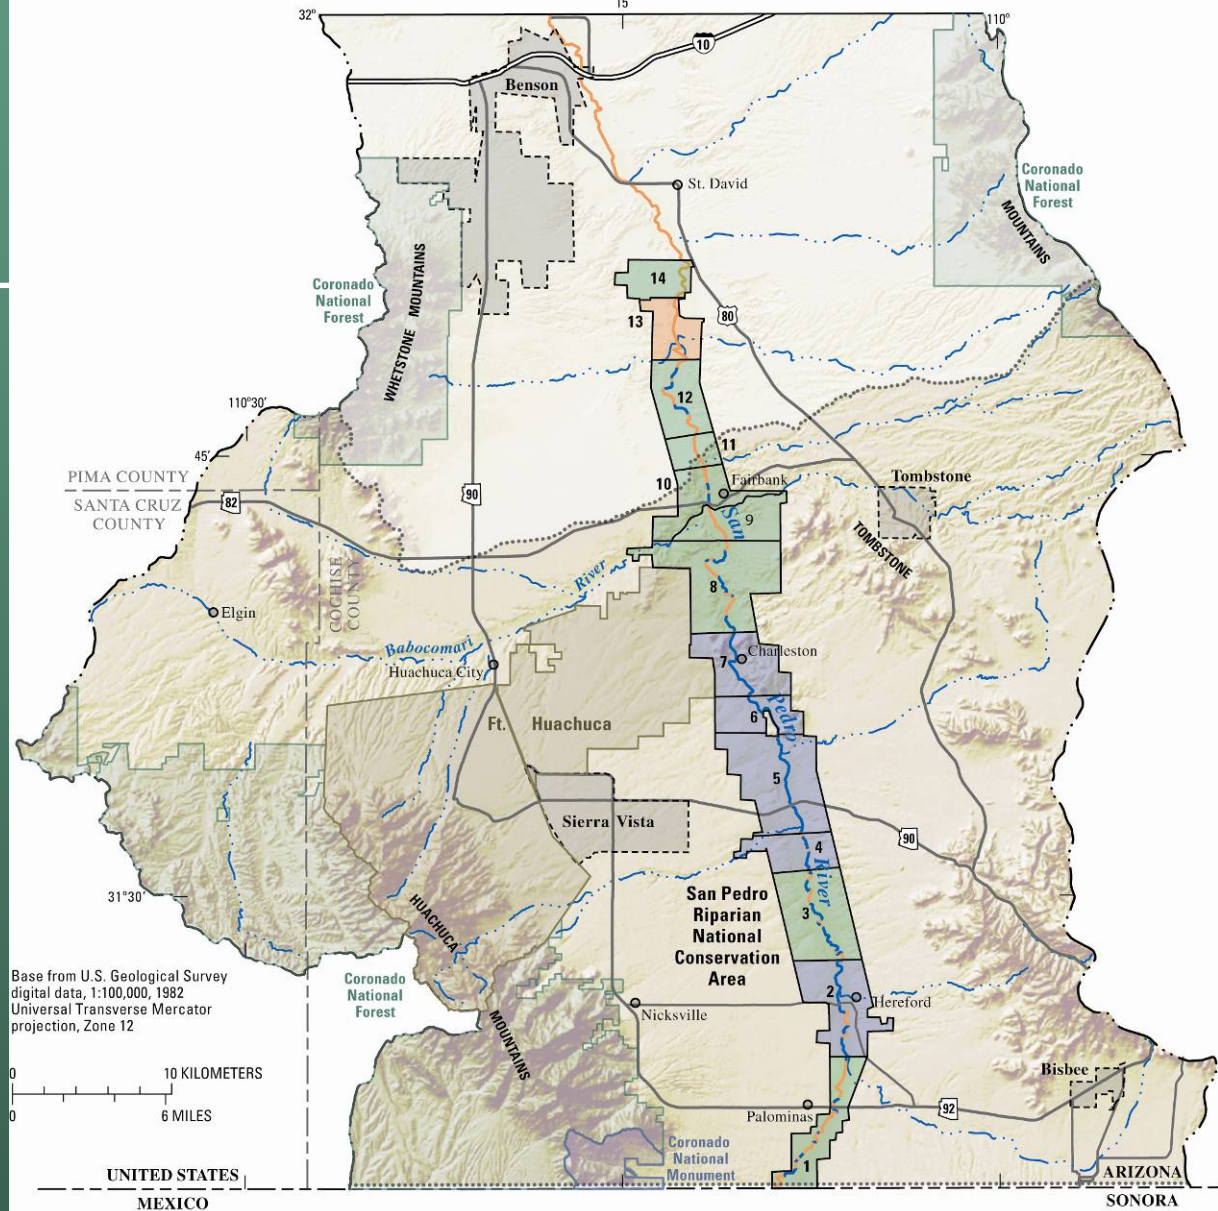 32°
15'
110°
10
Benson
St. David
Coronado
National
Forest
MOUNTAINS
WHETSTONE MOUNTAINS
Coronado
National
Forest
14
13
80
12
11
10
110°30'
45'
PIMA COUNTY
SANTA CRUZ
COUNTY
82
90
COCHISE
COUNTY
Fairbank
Tombstone
TOMBSTONE
San
9
8
River
Babocomari
Elgin
Huachuca City
7
Charleston
6
Pedro
Ft. Huachuca
5
Sierra Vista
90
4
River
3
31°30'
HUACHUCA
San Pedro
Riparian
National
Conservation
Area
2
Hereford
Nicksville
Base from U.S. Geological Survey
digital data, 1:100,000, 1982
Universal Transverse Mercator
projection, Zone 12
Coronado
National
Forest
MOUNTAINS
0 10 KILOMETERS
0 6 MILES
Bisbee
92
Palominas
Coronado
National
Monument
1
UNITED STATES
MEXICO
ARIZONA
SONORA